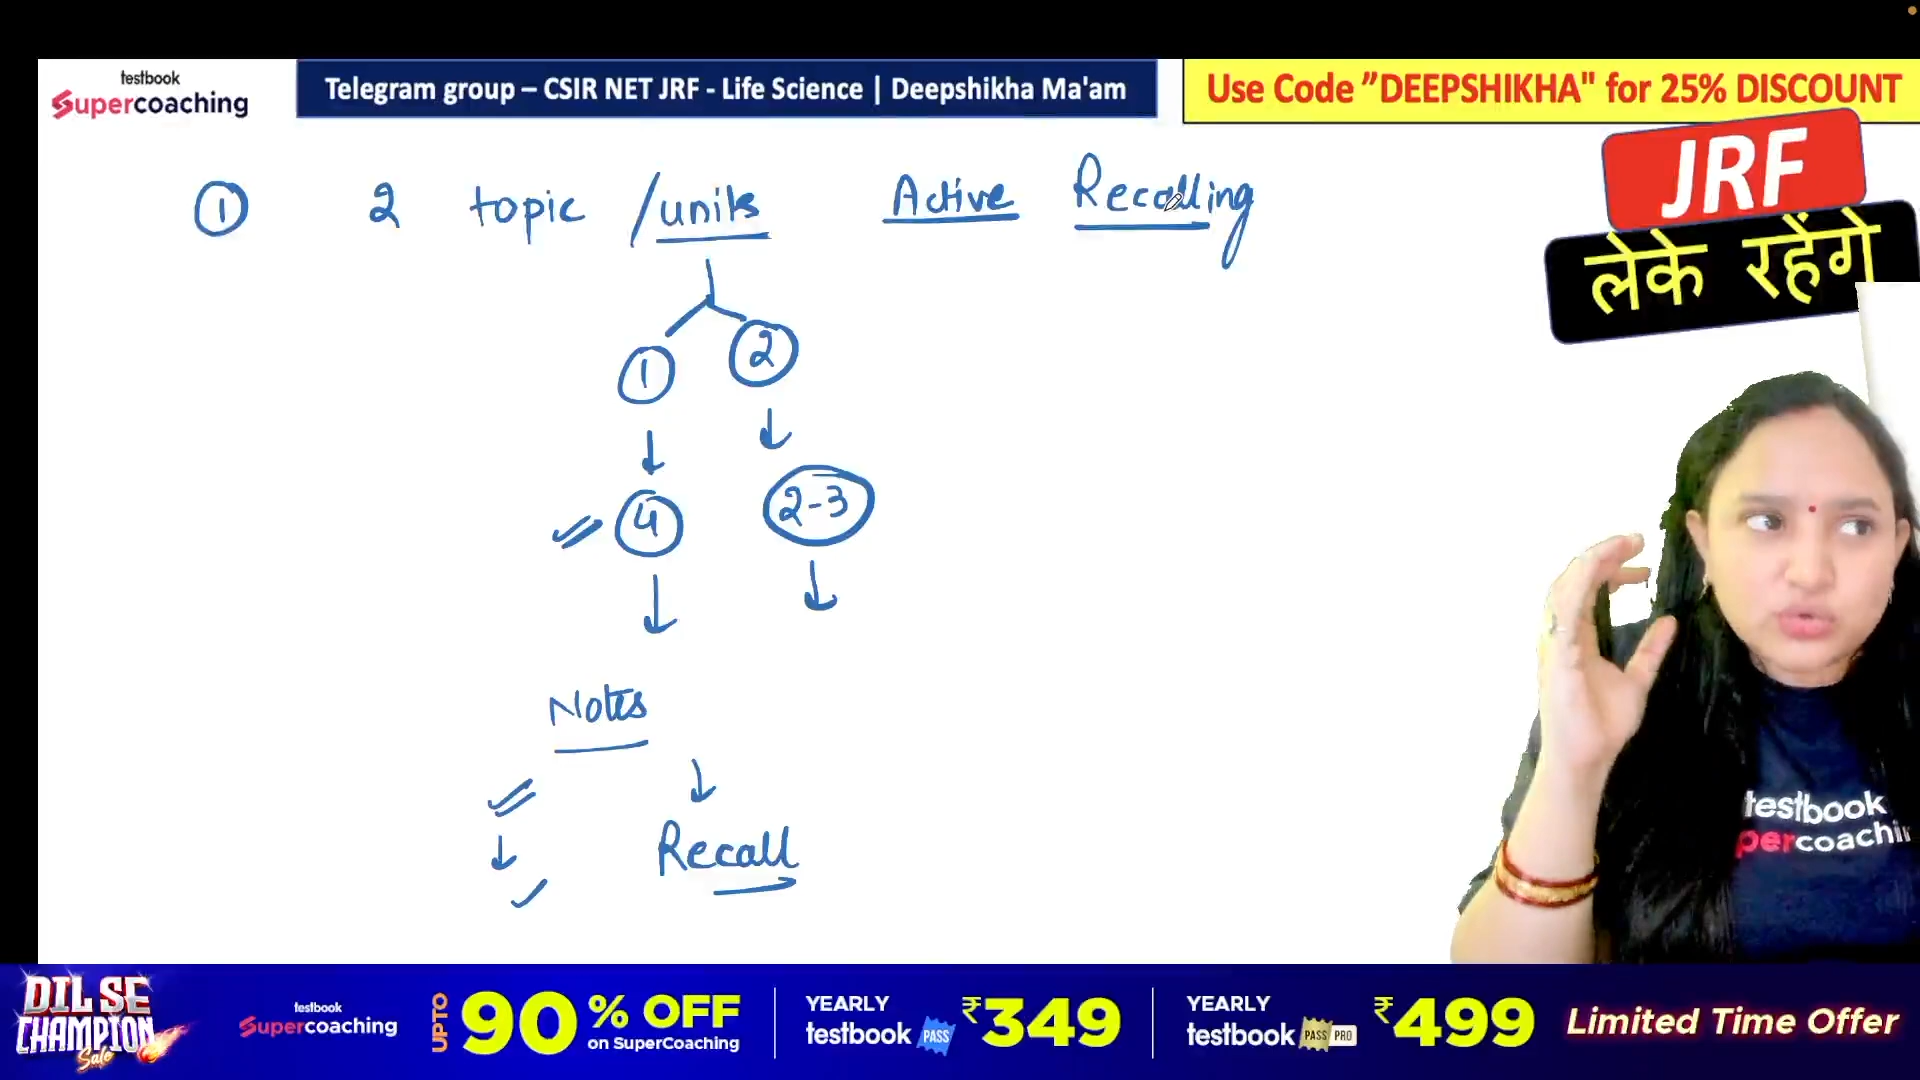 testbook
Supercoaching
Telegram group – CSIR NET JRF - Life Science | Deepshikha Ma'am
Use Code ”DEEPSHIKHA" for 25% DISCOUNT
JRF
लेके रहेंगे
① 2 topic / units Active Recalling
① ②
④ 2-3
Notes
Recall
testbook
percoachi
DIL SE
CHAMPION
Sale
testbook
Supercoaching
UPTO 90% OFF
on SuperCoaching
YEARLY
testbook PASS
₹349
YEARLY
testbook PASS PRO
₹499
Limited Time Offer